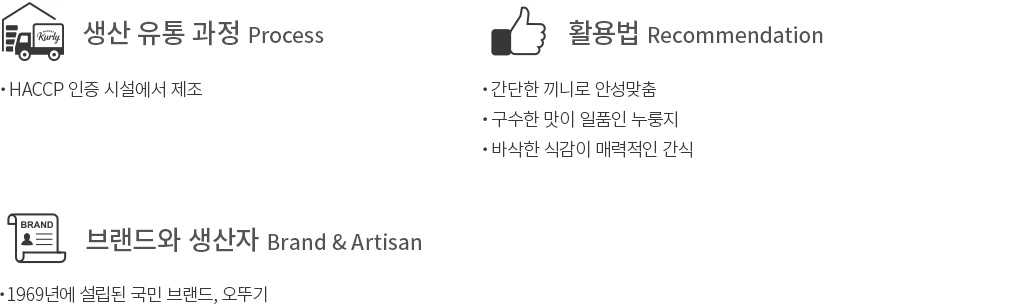 Kurly
생산 유통 과정 Process
• HACCP 인증 시설에서 제조
활용법 Recommendation
• 간단한 끼니로 안성맞춤
• 구수한 맛이 일품인 누룽지
• 바삭한 식감이 매력적인 간식
BRAND
브랜드와 생산자 Brand & Artisan
• 1969년에 설립된 국민 브랜드, 오뚜기